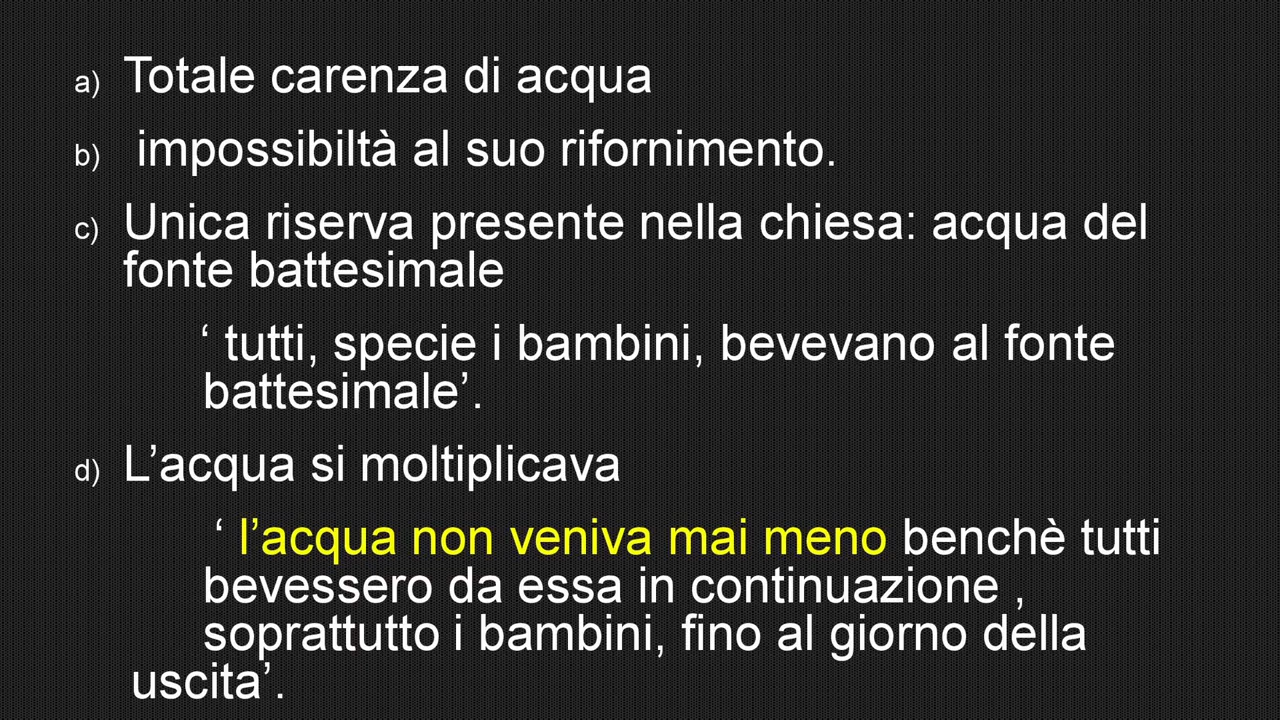 a) Totale carenza di acqua
b) impossibiltà al suo rifornimento.
c) Unica riserva presente nella chiesa: acqua del
fonte battesimale
‘ tutti, specie i bambini, bevevano al fonte
battesimale’.
d) L’acqua si moltiplicava
‘ l’acqua non veniva mai meno benchè tutti
bevessero da essa in continuazione ,
soprattutto i bambini, fino al giorno della
uscita’.